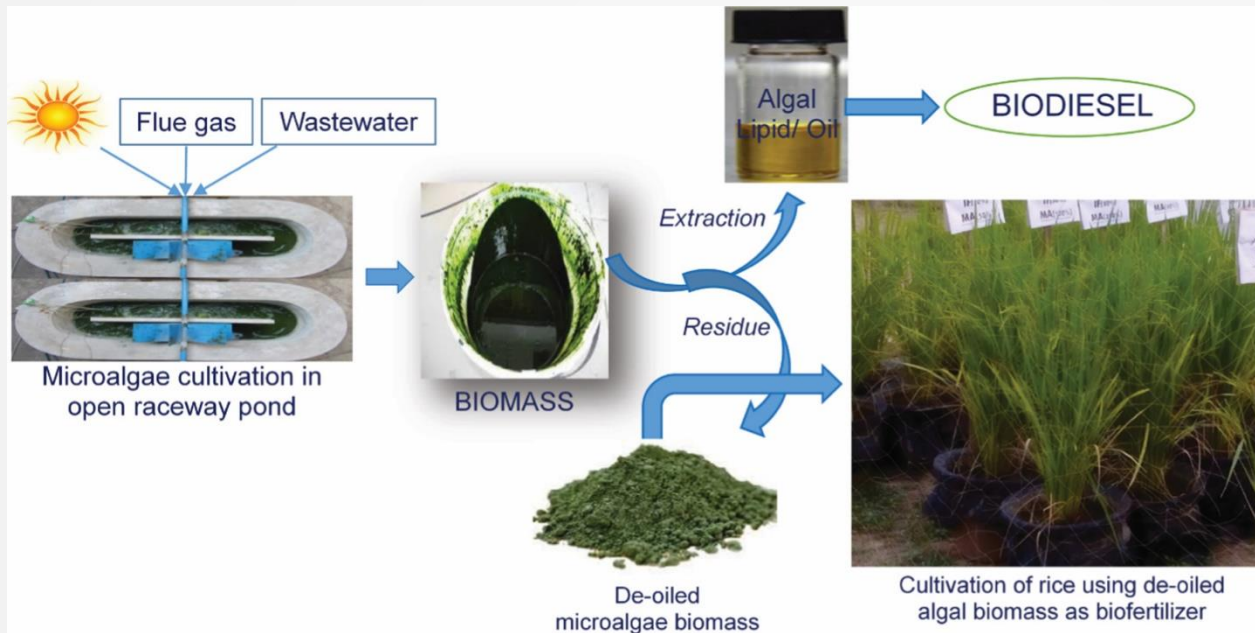 Flue gas
Wastewater
Algal
Lipid/ Oil
BIODIESEL
Extraction
Residue
Microalgae cultivation in
open raceway pond
BIOMASS
De-oiled
microalgae biomass
Cultivation of rice using de-oiled
algal biomass as biofertilizer